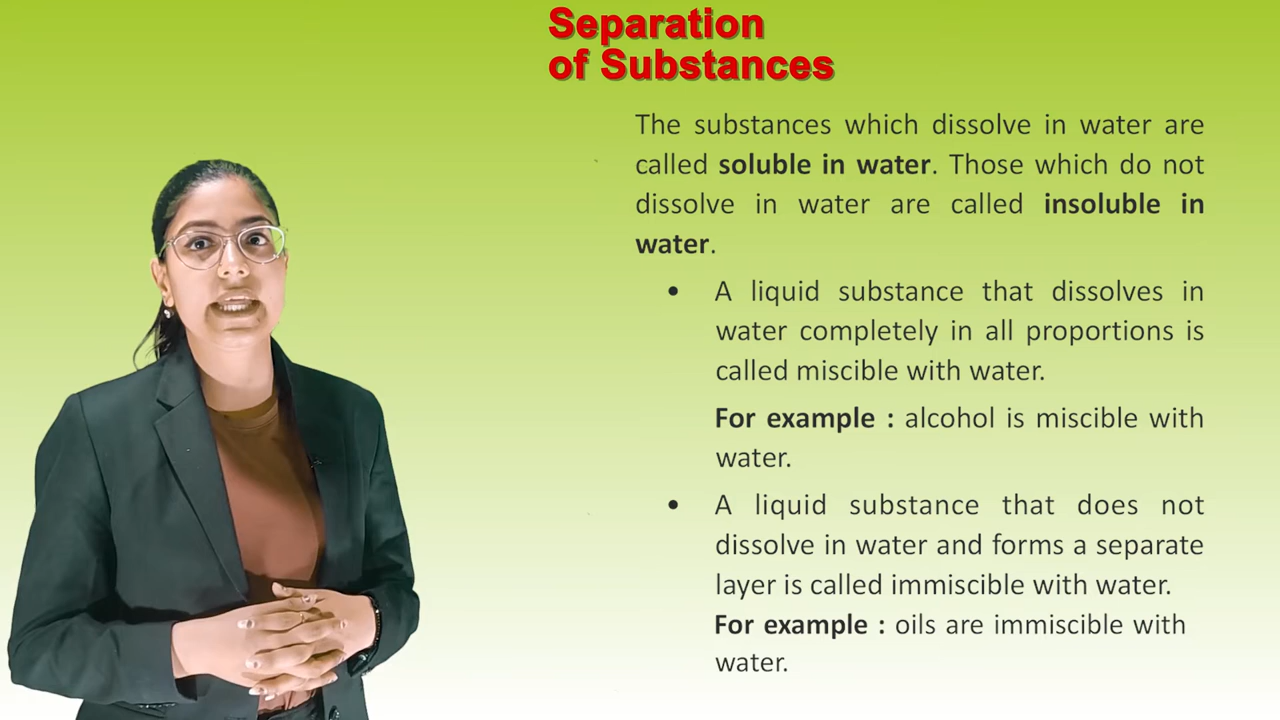 Separation
of Substances
The substances which dissolve in water are
called soluble in water. Those which do not
dissolve in water are called insoluble in
water.
• A liquid substance that dissolves in
water completely in all proportions is
called miscible with water.
For example : alcohol is miscible with
water.
• A liquid substance that does not
dissolve in water and forms a separate
layer is called immiscible with water.
For example : oils are immiscible with
water.